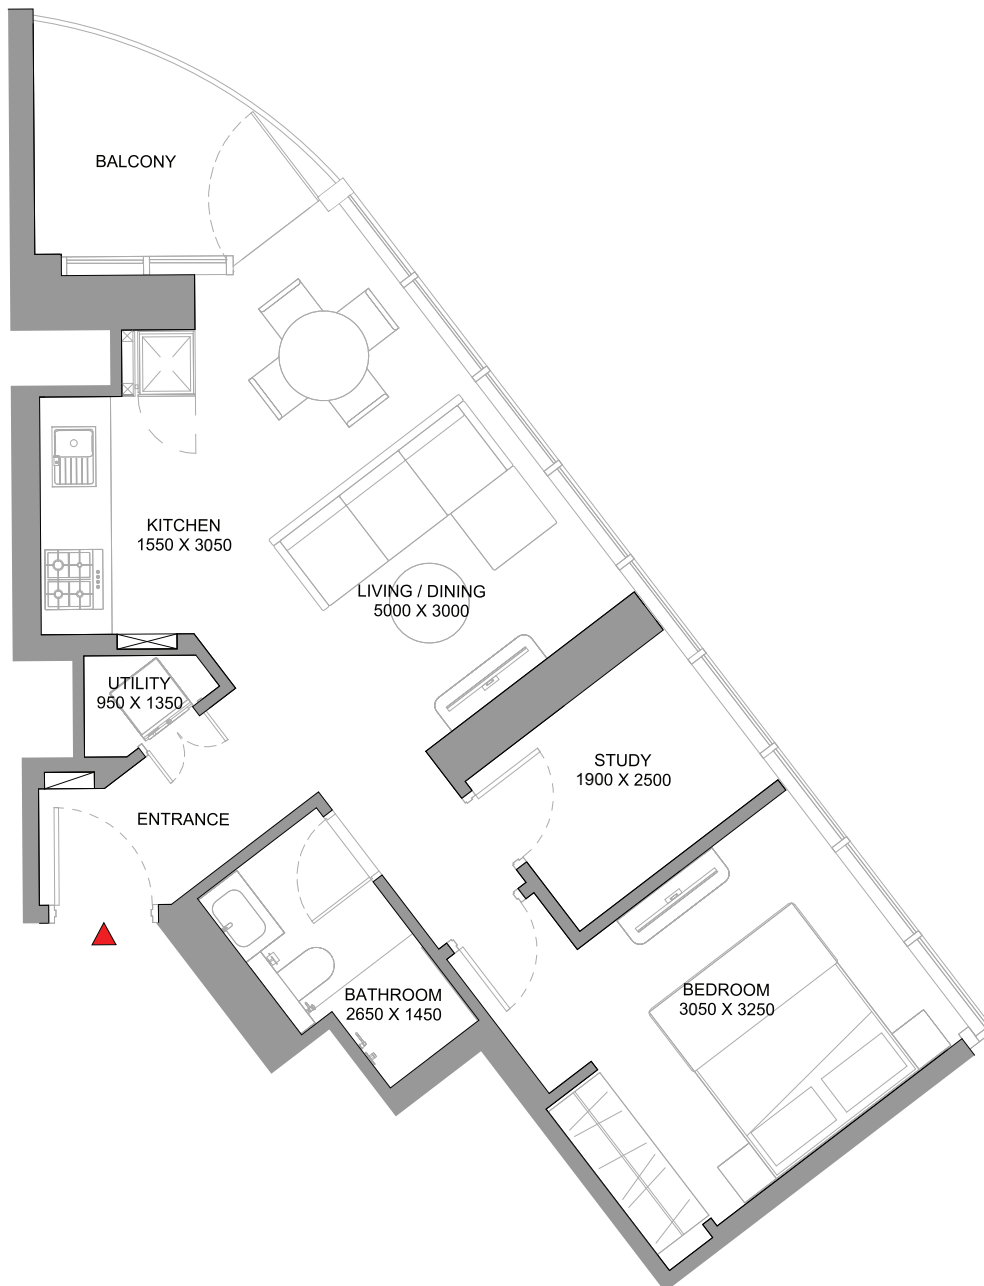 BALCONY
KITCHEN
1550 X 3050
LIVING / DINING
5000 X 3000
UTILITY
950 X 1350
STUDY
1900 X 2500
ENTRANCE
BATHROOM
2650 X 1450
BEDROOM
3050 X 3250